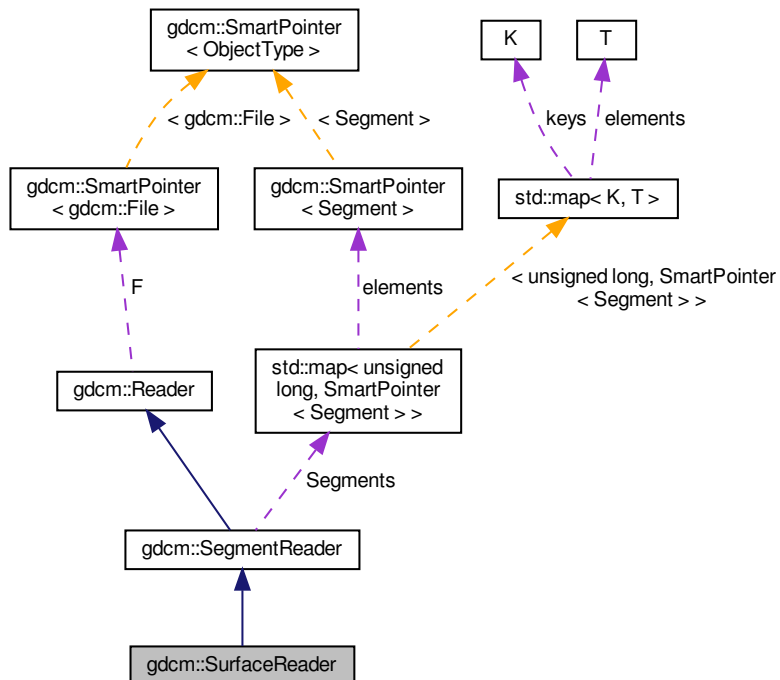 gdcm::SmartPointer
< ObjectType >
K
T
< gdcm::File >
< Segment >
keys
elements
gdcm::SmartPointer
< gdcm::File >
gdcm::SmartPointer
< Segment >
std::map< K, T >
F
elements
< unsigned long, SmartPointer
< Segment > >
gdcm::Reader
std::map< unsigned
long, SmartPointer
< Segment > >
Segments
gdcm::SegmentReader
gdcm::SurfaceReader